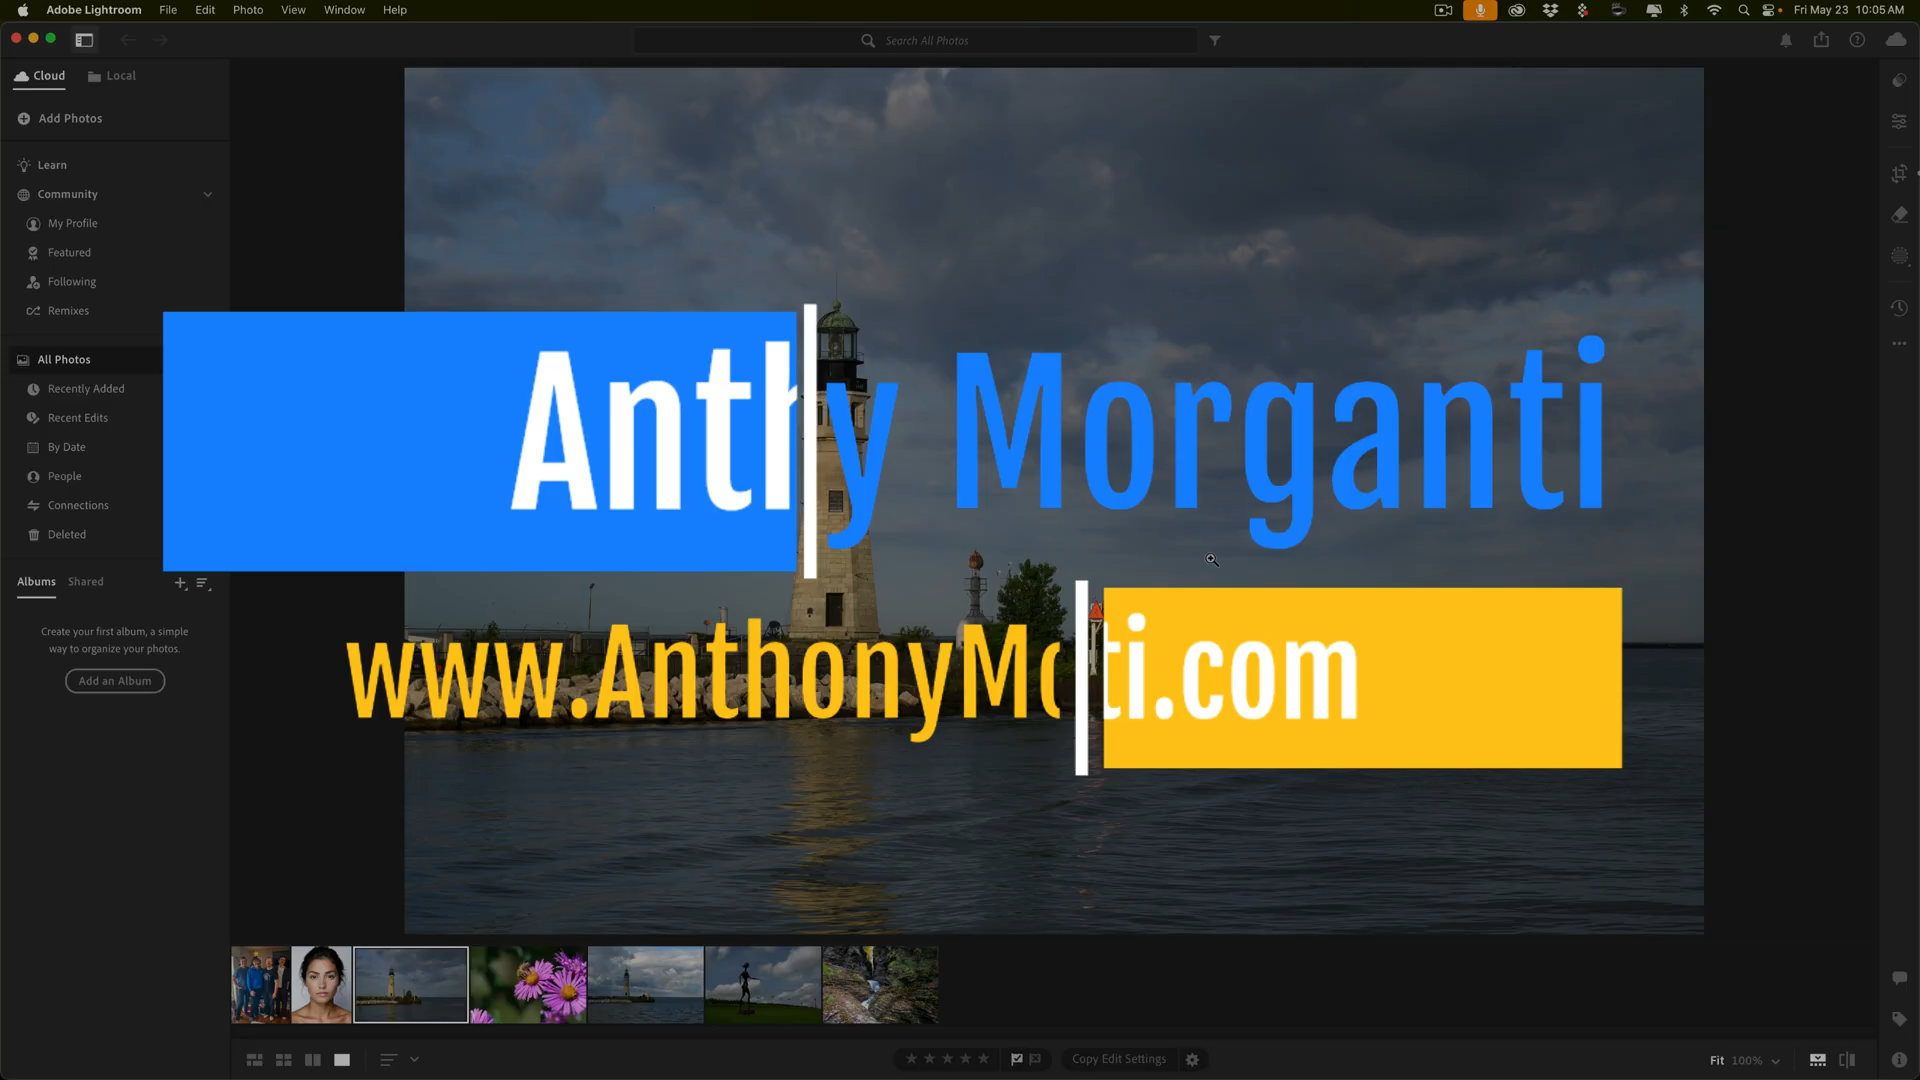 Adobe Lightroom File Edit Photo View Window Help Fri May 23 10:05 AM
Search All Photos
Cloud Local
Add Photos
Learn
Community
My Profile
Featured
Following
Remixes
All Photos
Recently Added
Recent Edits
By Date
People
Connections
Deleted
Albums Shared
Create your first album, a simple
way to organize your photos.
Add an Album
Anthy Morganti
www.AnthonyMoti.com
Copy Edit Settings
Fit 100%